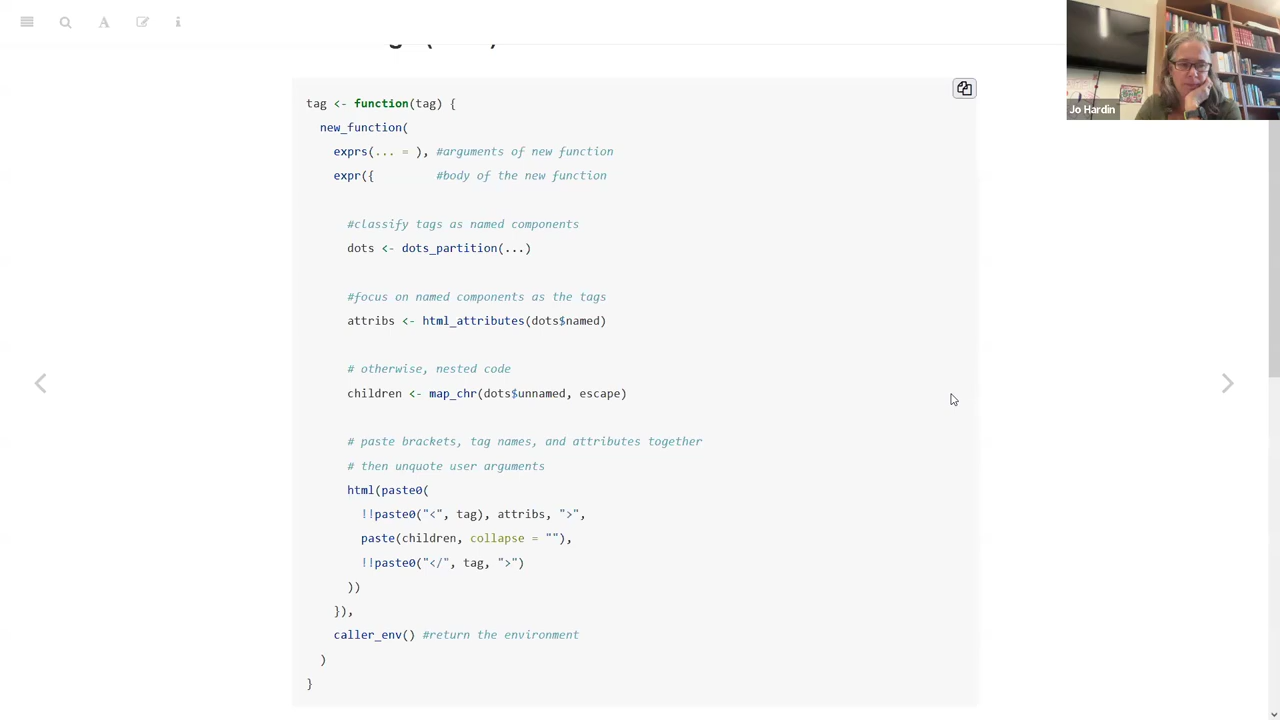 Jo Hardin
tag <- function(tag) {
new_function(
exprs(... = ), #arguments of new function
expr({ #body of the new function
#classify tags as named components
dots <- dots_partition(...)
#focus on named components as the tags
attribs <- html_attributes(dots$named)
# otherwise, nested code
children <- map_chr(dots$unnamed, escape)
# paste brackets, tag names, and attributes together
# then unquote user arguments
html(paste0(
!!paste0("<", tag), attribs, ">",
paste(children, collapse = ""),
!!paste0("</", tag, ">")
))
}),
caller_env() #return the environment
)
}